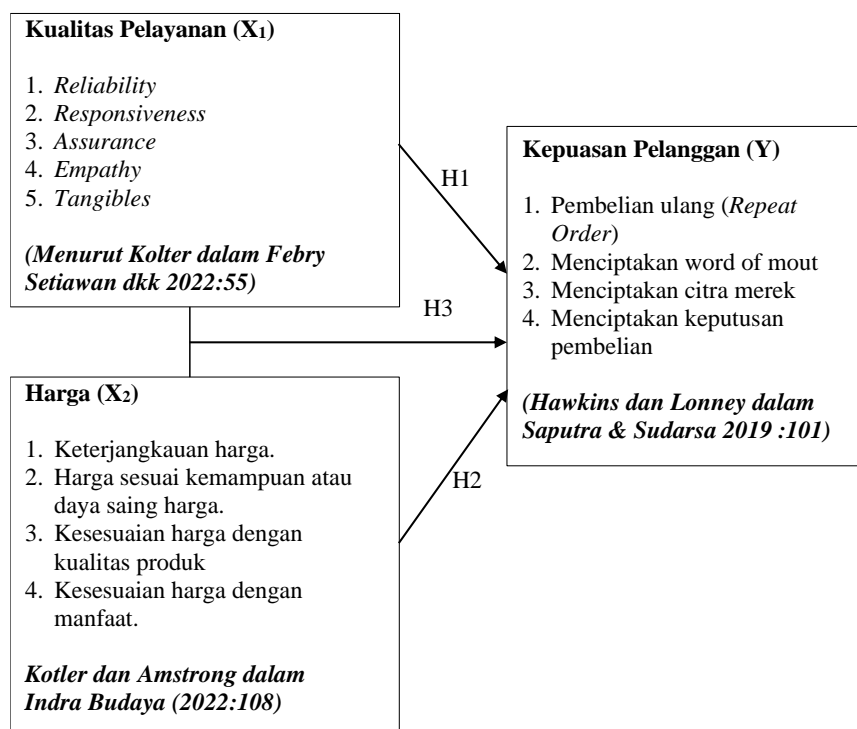 Kualitas Pelayanan (X₁)
1. Reliability
2. Responsiveness
3. Assurance
4. Empathy
5. Tangibles
(Menurut Kolter dalam Febry
Setiawan dkk 2022:55)
H1
Kepuasan Pelanggan (Y)
1. Pembelian ulang (Repeat
Order)
2. Menciptakan word of mout
3. Menciptakan citra merek
4. Menciptakan keputusan
pembelian
(Hawkins dan Lonney dalam
Saputra & Sudarsa 2019 :101)
H3
Harga (X₂)
1. Keterjangkauan harga.
2. Harga sesuai kemampuan atau
daya saing harga.
3. Kesesuaian harga dengan
kualitas produk
4. Kesesuaian harga dengan
manfaat.
Kotler dan Amstrong dalam
Indra Budaya (2022:108)
H2